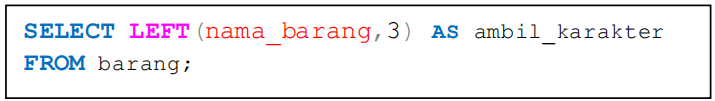 SELECT LEFT(nama_barang,3) AS ambil_karakter
FROM barang;